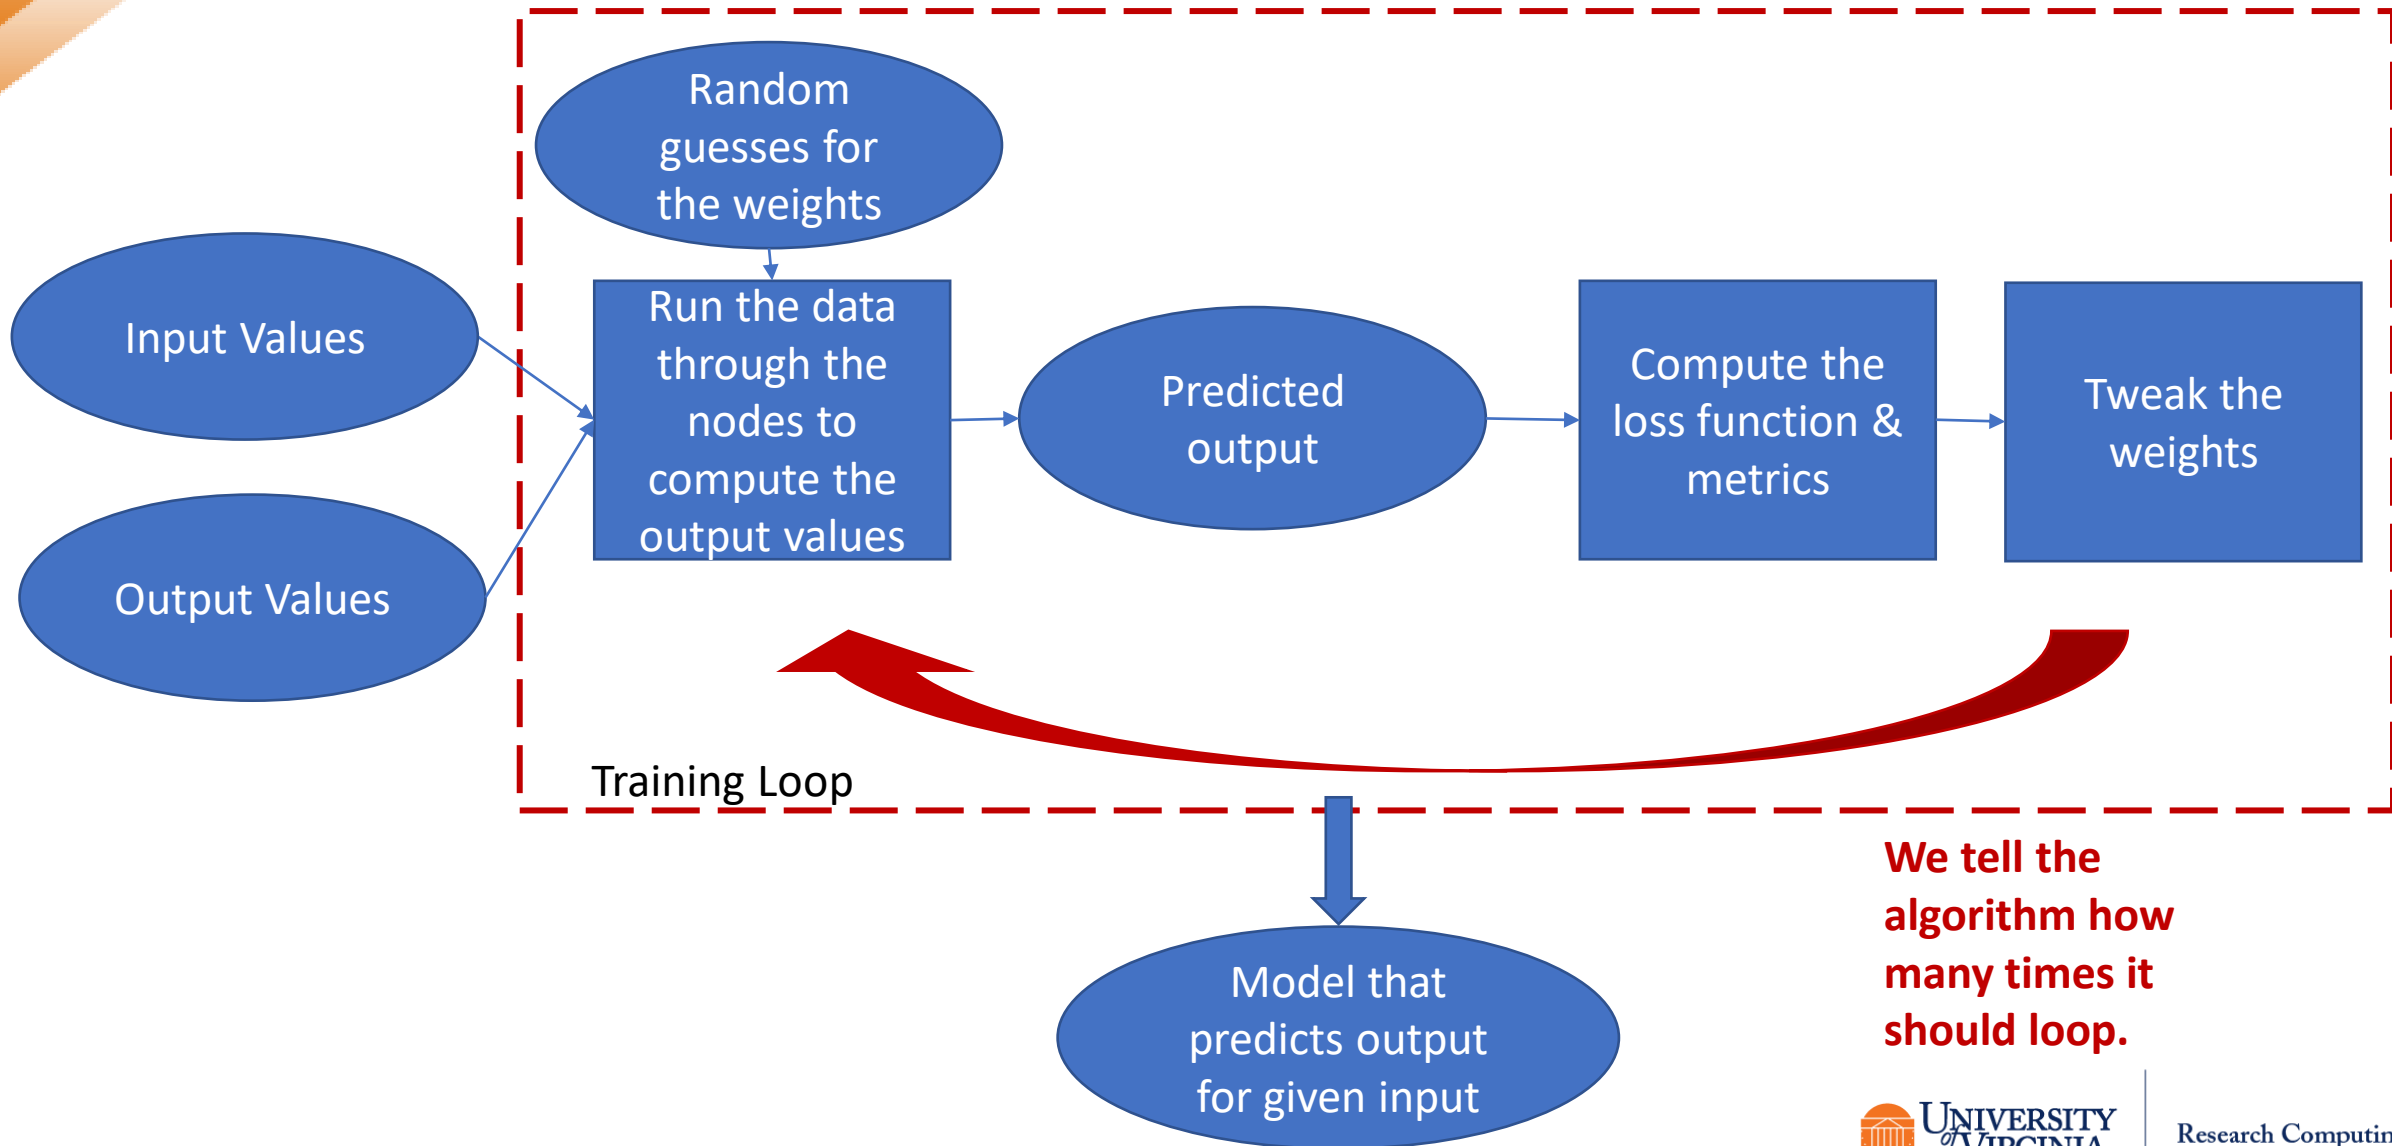 Random
guesses for
the weights
Input Values
Output Values
Run the data
through the
nodes to
compute the
output values
Predicted
output
Compute the
loss function &
metrics
Tweak the
weights
Training Loop
We tell the
algorithm how
many times it
should loop.
Model that
predicts output
for given input
UNIVERSITY
of VIRGINIA
Research Computin